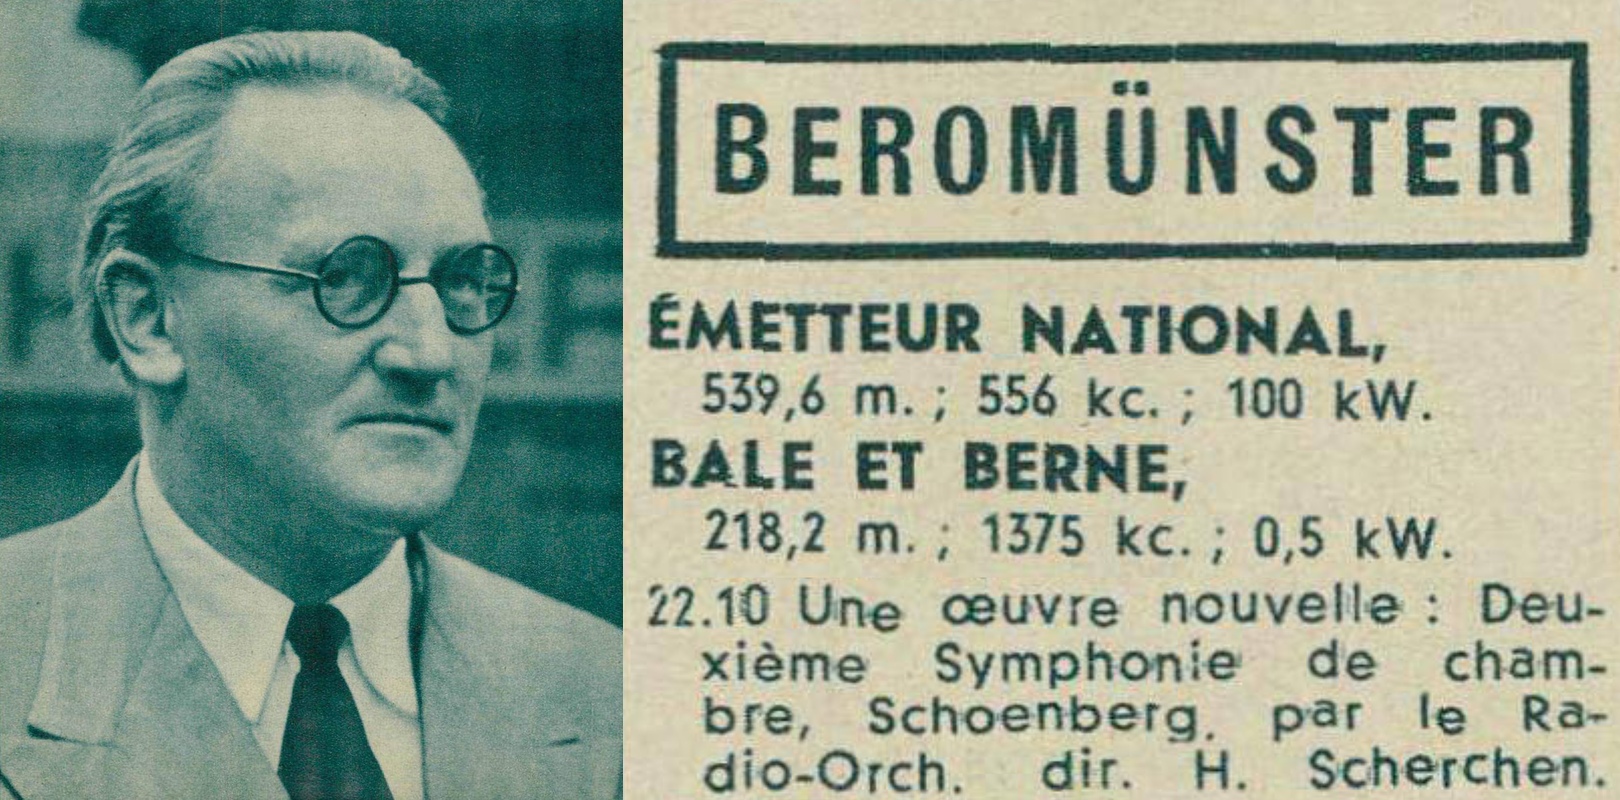 BEROMÜNSTER
ÉMETTEUR NATIONAL,
539,6 m. ; 556 kc. ; 100 kW.
BALE ET BERNE,
218,2 m. ; 1375 kc. ; 0,5 kW.
22.10 Une œuvre nouvelle : Deu-
xième Symphonie de cham-
bre, Schoenberg, par le Ra-
dio-Orch. dir. H. Scherchen.